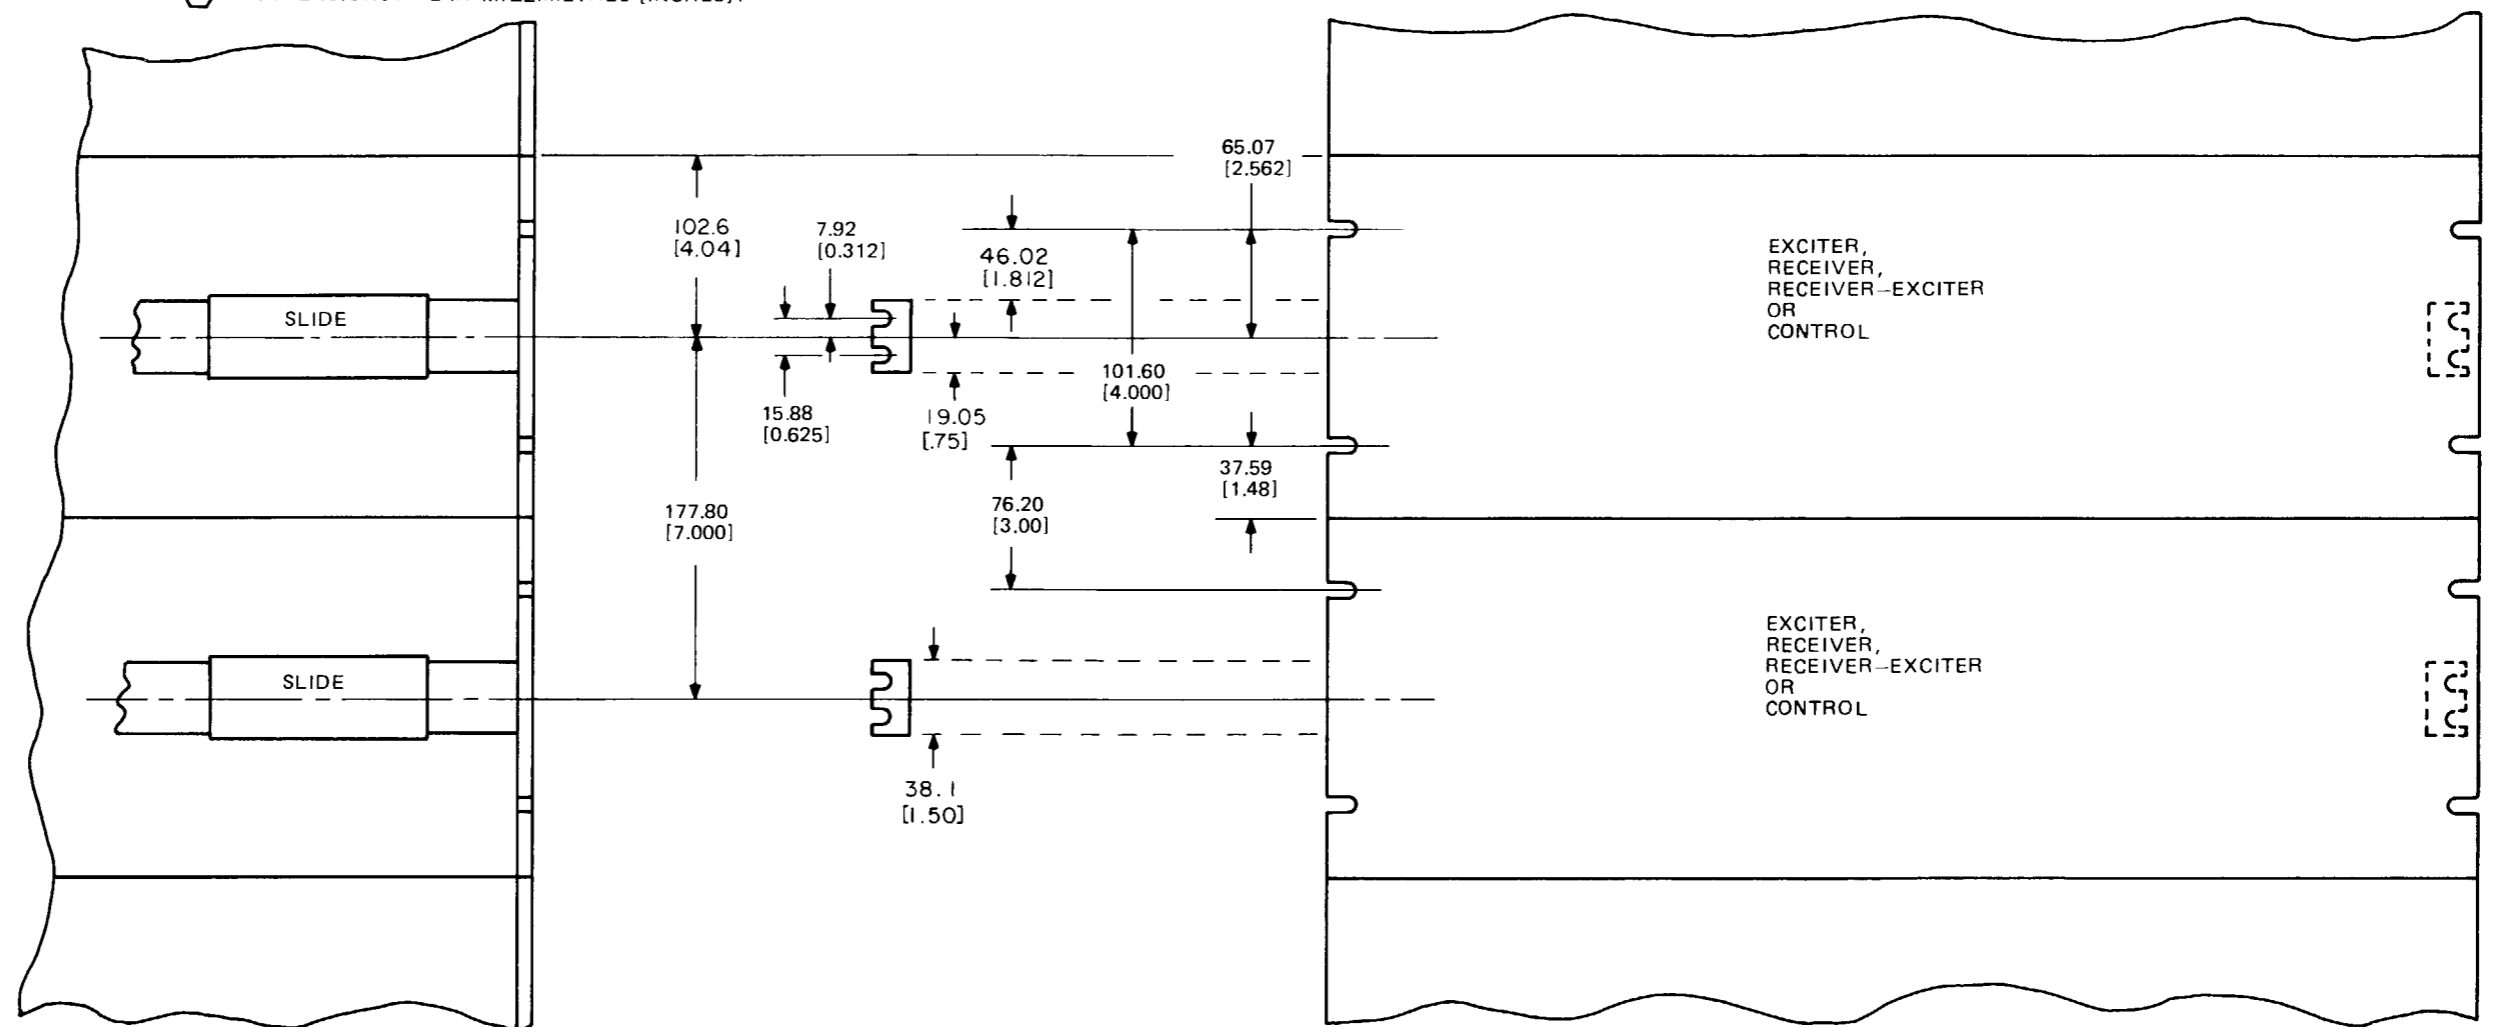 65.07
[2.562]
102.6
[4.04]
7.92
[0.312]
46.02
[1.812]
EXCITER,
RECEIVER,
RECEIVER-EXCITER
OR
CONTROL
SLIDE
101.60
[4.000]
15.88
[0.625]
19.05
[.75]
37.59
[1.48]
177.80
[7.000]
76.20
[3.00]
EXCITER,
RECEIVER,
RECEIVER-EXCITER
OR
CONTROL
SLIDE
38.1
[1.50]